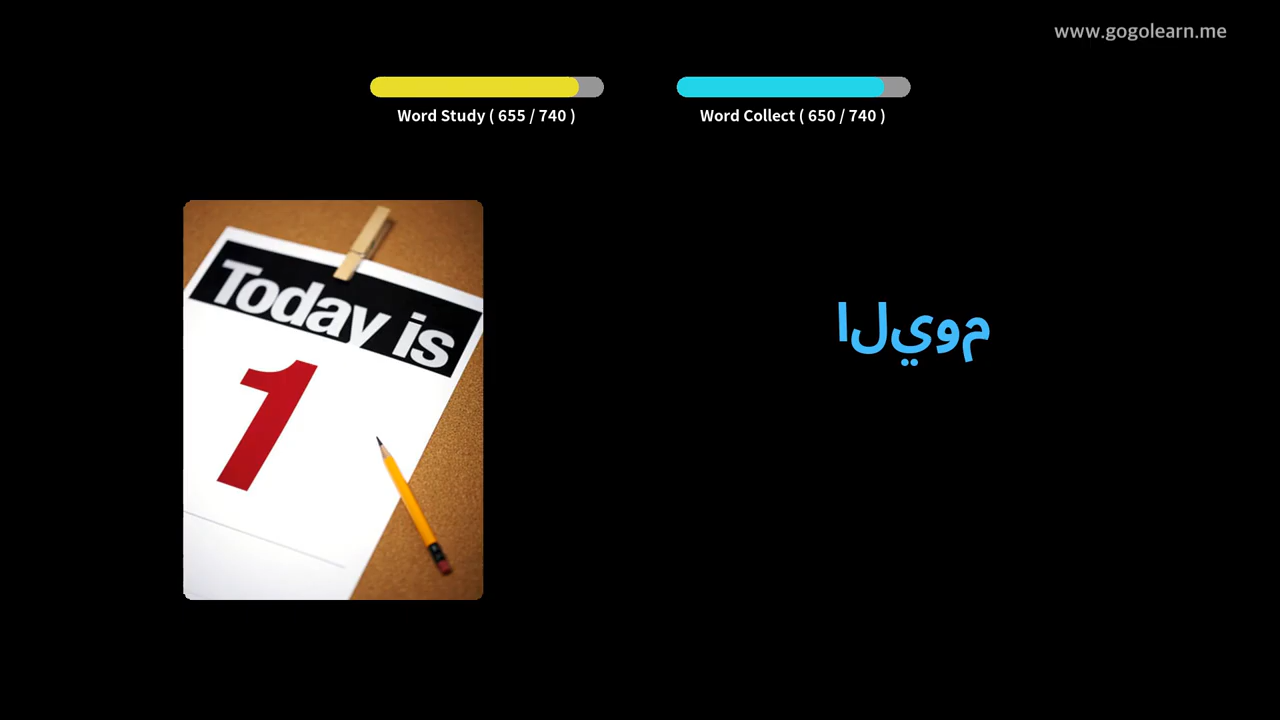 www.gogolearn.me
Word Study ( 655 / 740 )
Word Collect ( 650 / 740 )
Today is
1
اليوم